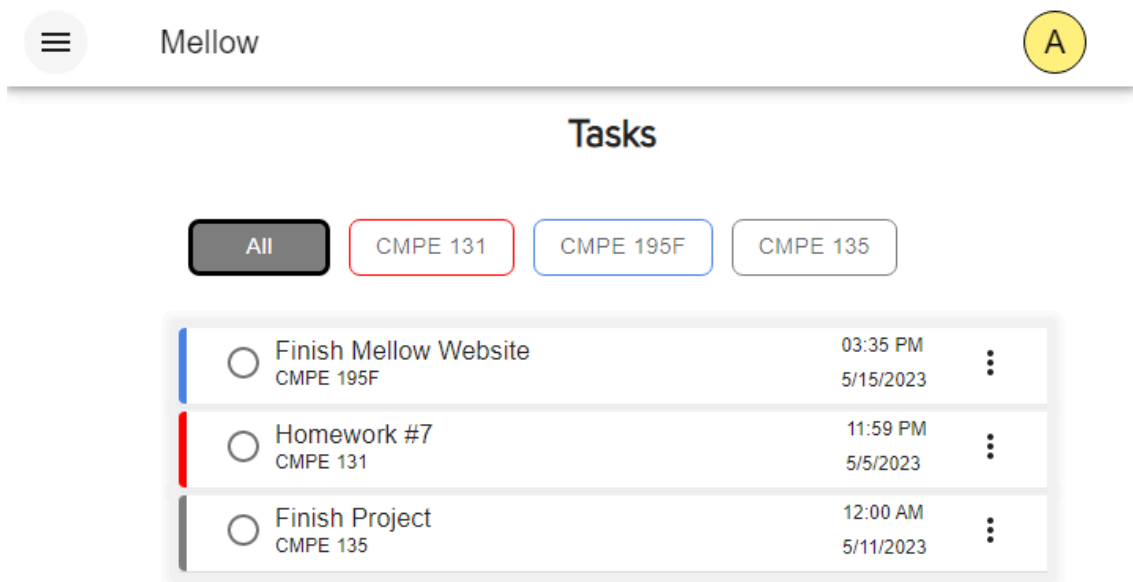 Mellow
A
Tasks
All
CMPE 131
CMPE 195F
CMPE 135
Finish Mellow Website
CMPE 195F
03:35 PM
5/15/2023
Homework #7
CMPE 131
11:59 PM
5/5/2023
Finish Project
CMPE 135
12:00 AM
5/11/2023